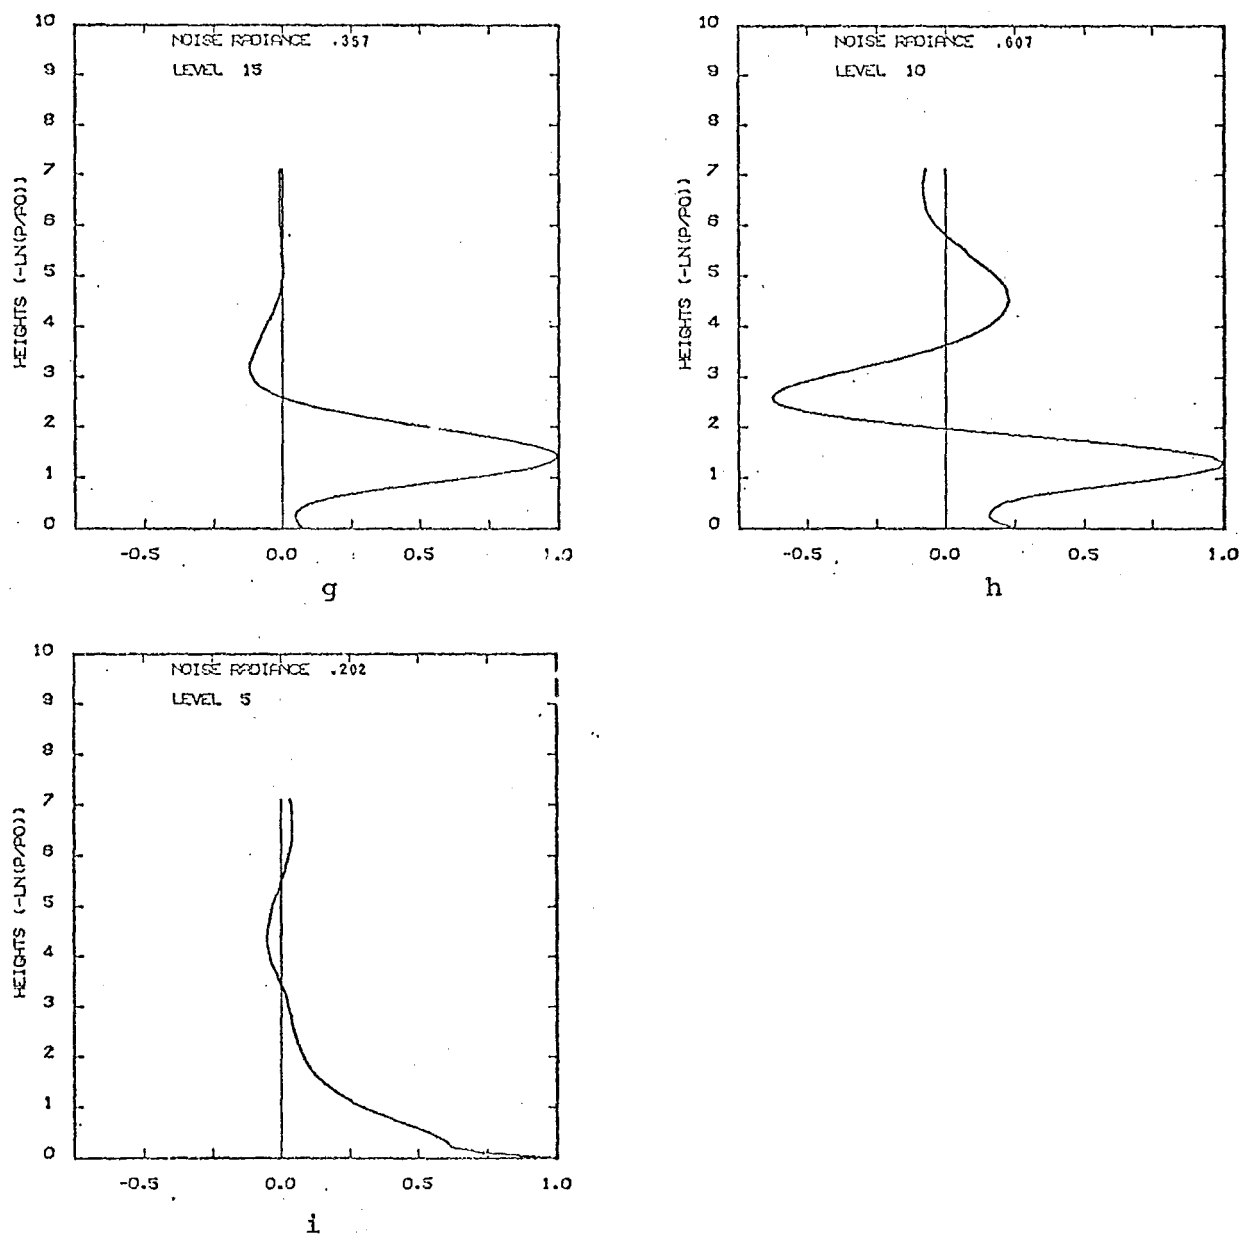 10
NOISE RADIANCE .357
9
LEVEL 15
8
7
6
5
4
3
2
1
0
HEIGHTS (-LN(P/PO))
-0.5 0.0 0.5 1.0
g
10
NOISE RADIANCE .607
9
LEVEL 10
8
7
6
5
4
3
2
1
0
HEIGHTS (-LN(P/PO))
-0.5 0.0 0.5 1.0
h
10
NOISE RADIANCE .202
9
LEVEL 5
8
7
6
5
4
3
2
1
0
HEIGHTS (-LN(P/PO))
-0.5 0.0 0.5 1.0
i